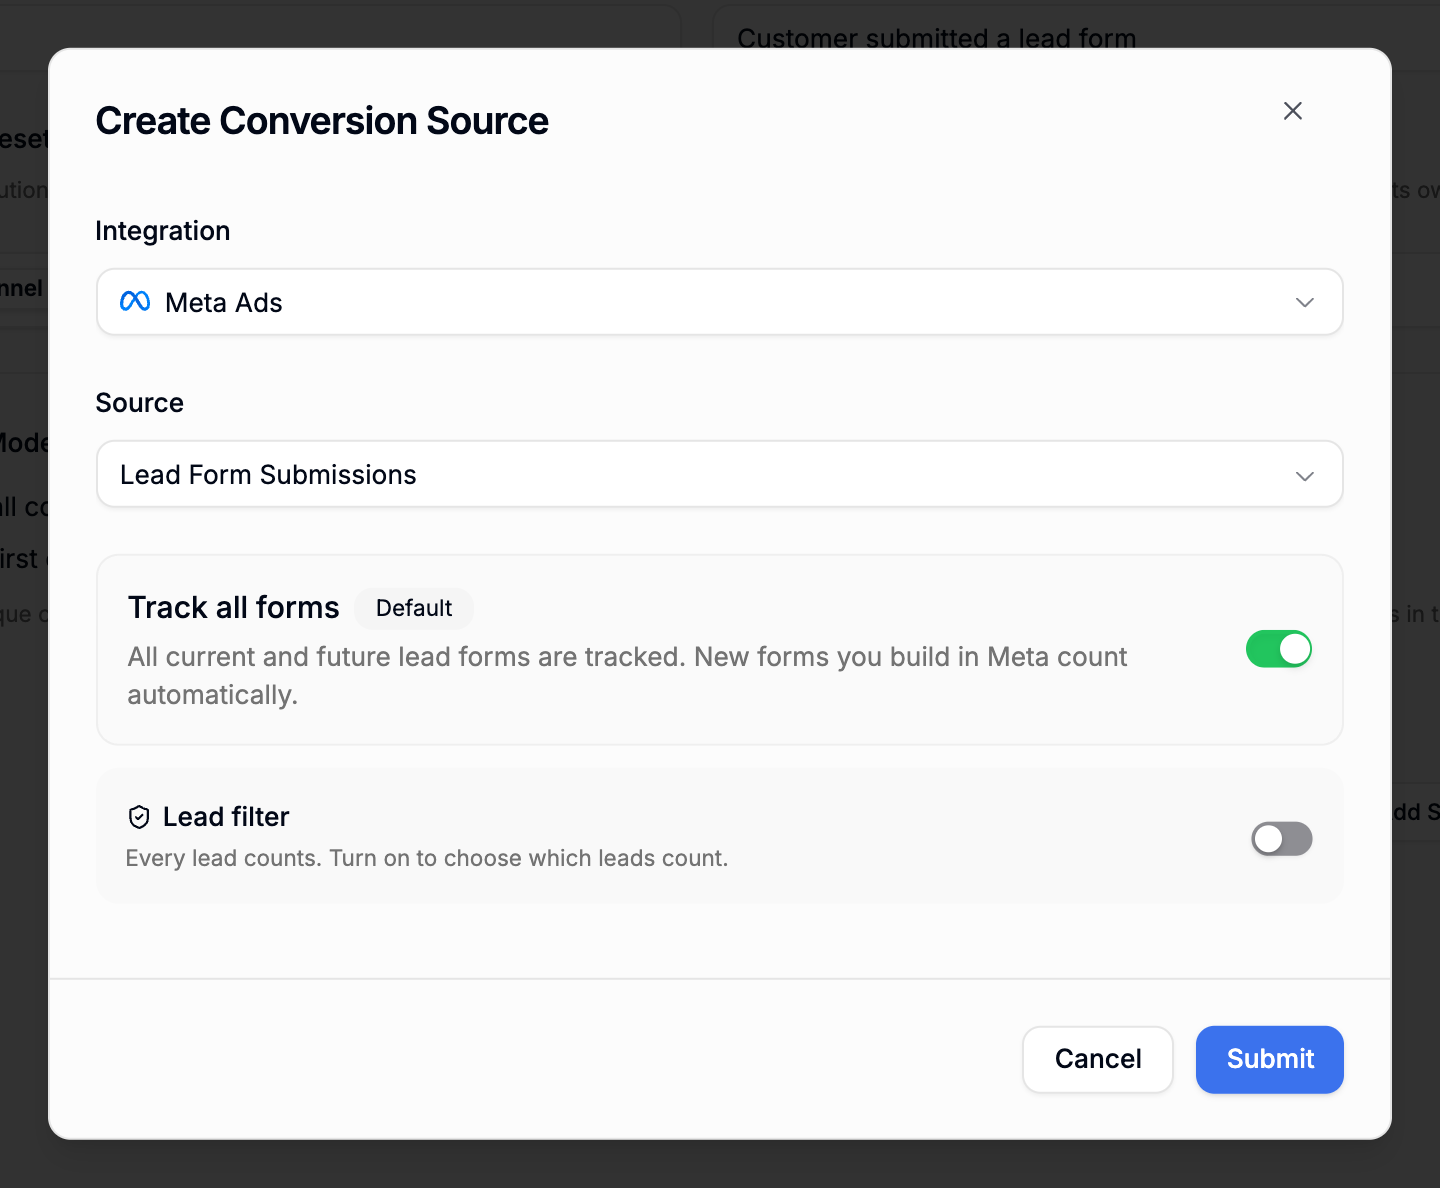 Customer submitted a lead form
Create Conversion Source
Integration
Meta Ads
Source
Lead Form Submissions
Track all forms
Default
All current and future lead forms are tracked. New forms you build in Meta count
automatically.
Lead filter
Every lead counts. Turn on to choose which leads count.
Cancel
Submit